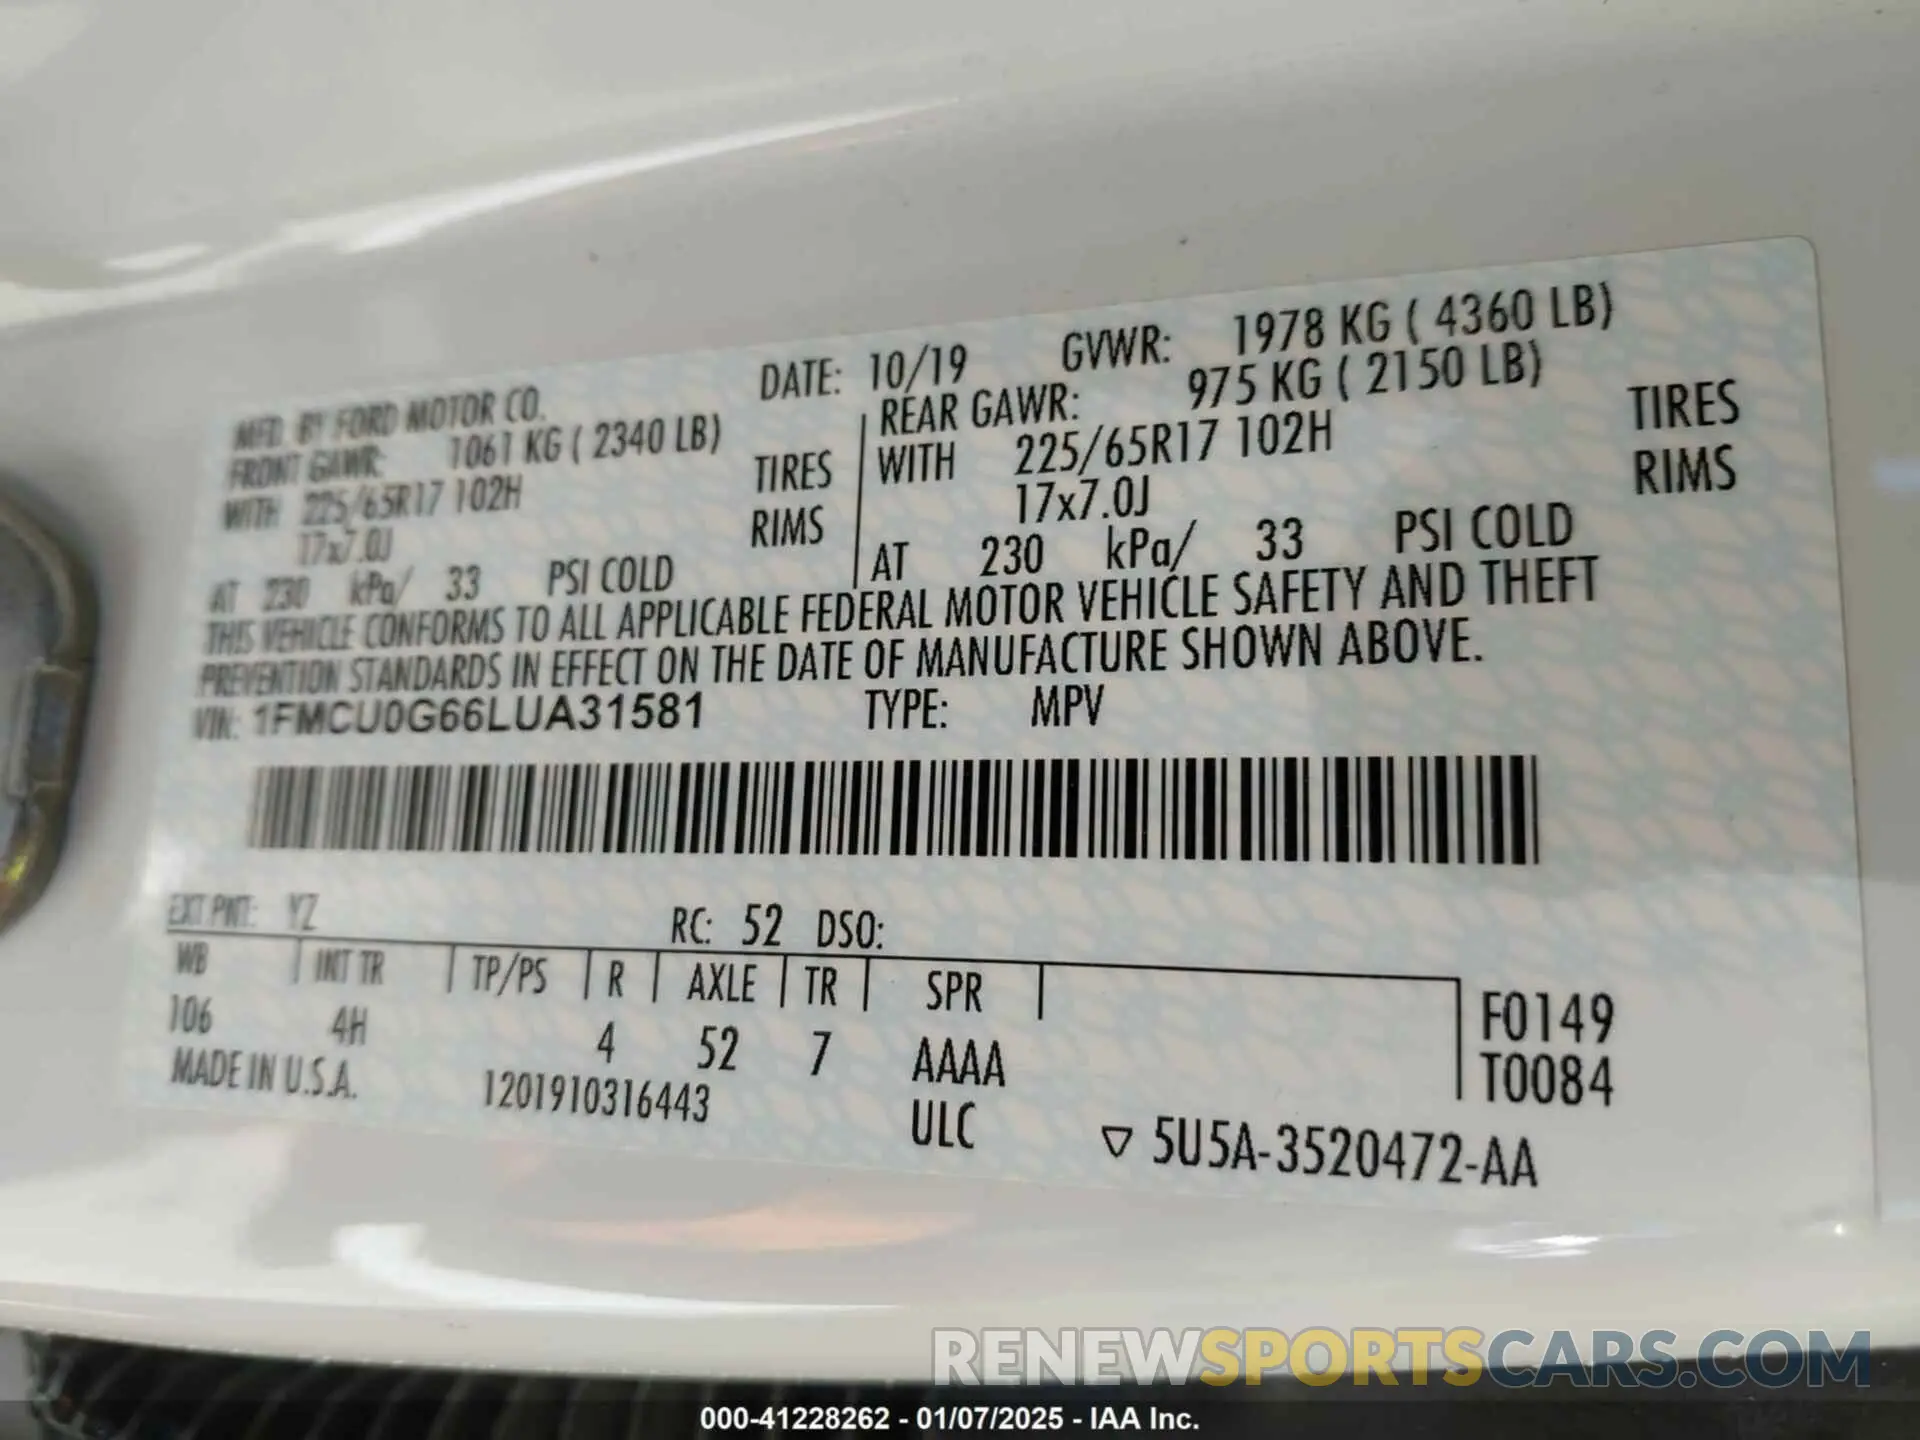 MFD. BY FORD MOTOR CO. DATE: 10/19 GVWR: 1978 KG ( 4360 LB)
FRONT GAWR: 1061 KG ( 2340 LB) REAR GAWR: 975 KG ( 2150 LB)
WITH 225/65R17 102H TIRES WITH 225/65R17 102H TIRES
17x7.0J RIMS 17x7.0J RIMS
AT 230 kPa/ 33 PSI COLD AT 230 kPa/ 33 PSI COLD
THIS VEHICLE CONFORMS TO ALL APPLICABLE FEDERAL MOTOR VEHICLE SAFETY AND THEFT
PREVENTION STANDARDS IN EFFECT ON THE DATE OF MANUFACTURE SHOWN ABOVE.
VIN: 1FMCU0G66LUA31581 TYPE: MPV
EXT PNT: YZ RC: 52 DSO:
WB INT TR TP/PS R AXLE TR SPR
106 4H 4 52 7 AAAA
F0149
T0084
MADE IN U.S.A. 1201910316443 ULC
▽ 5U5A-3520472-AA
RENEWSPORTSCARS.COM
000-41228262 - 01/07/2025 - IAA Inc.